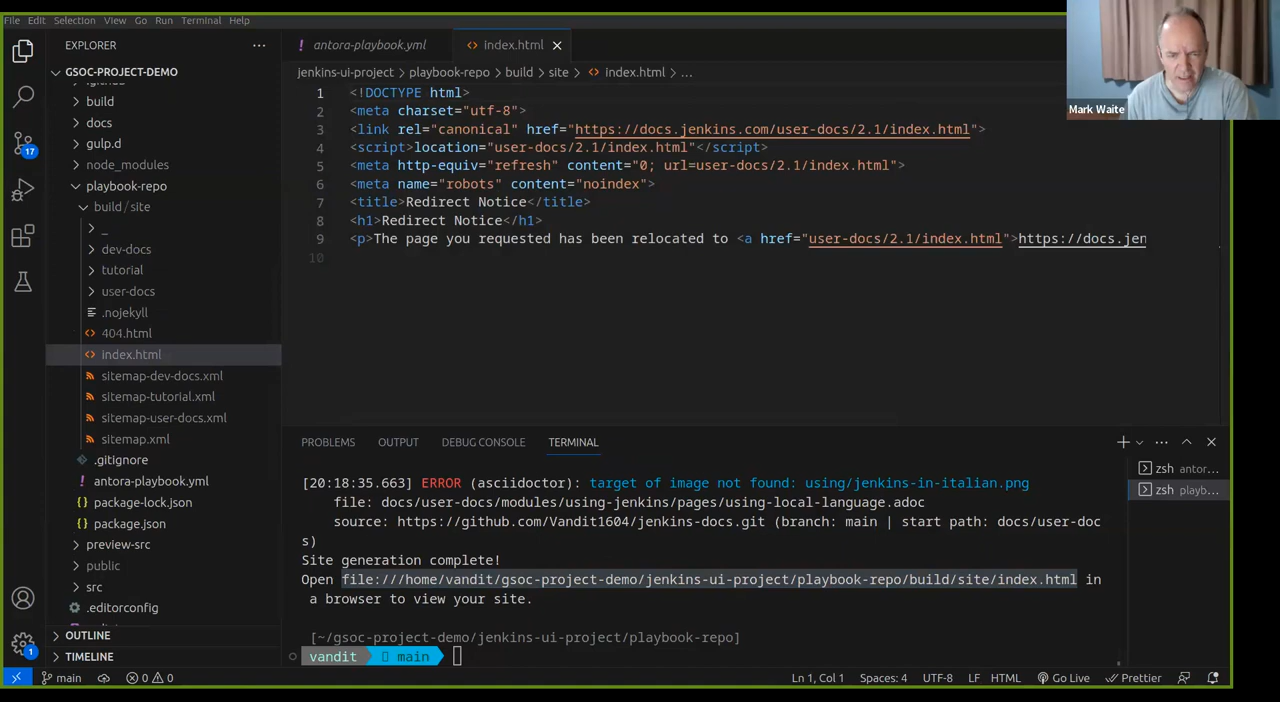 File Edit Selection View Go Run Terminal Help
EXPLORER
antora-playbook.yml
index.html
GSOC-PROJECT-DEMO
jenkins-ui-project > playbook-repo > build > site > index.html > ...
build
docs
gulp.d
node_modules
playbook-repo
build / site
_
dev-docs
tutorial
user-docs
.nojekyll
404.html
index.html
sitemap-dev-docs.xml
sitemap-tutorial.xml
sitemap-user-docs.xml
sitemap.xml
.gitignore
antora-playbook.yml
package-lock.json
package.json
preview-src
public
src
.editorconfig
OUTLINE
TIMELINE
1 <!DOCTYPE html>
2 <meta charset="utf-8">
3 <link rel="canonical" href="https://docs.jenkins.com/user-docs/2.1/index.html">
4 <script>location="user-docs/2.1/index.html"</script>
5 <meta http-equiv="refresh" content="0; url=user-docs/2.1/index.html">
6 <meta name="robots" content="noindex">
7 <title>Redirect Notice</title>
8 <h1>Redirect Notice</h1>
9 <p>The page you requested has been relocated to <a href="user-docs/2.1/index.html">https://docs.jen
10
Mark Waite
PROBLEMS OUTPUT DEBUG CONSOLE TERMINAL
[20:18:35.663] ERROR (asciidoctor): target of image not found: using/jenkins-in-italian.png
file: docs/user-docs/modules/using-jenkins/pages/using-local-language.adoc
source: https://github.com/Vandit1604/jenkins-docs.git (branch: main | start path: docs/user-doc
s)
Site generation complete!
Open file:///home/vandit/gsoc-project-demo/jenkins-ui-project/playbook-repo/build/site/index.html in
a browser to view your site.
[~/gsoc-project-demo/jenkins-ui-project/playbook-repo]
vandit main
zsh antor...
zsh playb...
17
1
main 0 0
Ln 1, Col 1 Spaces: 4 UTF-8 LF HTML Go Live Prettier